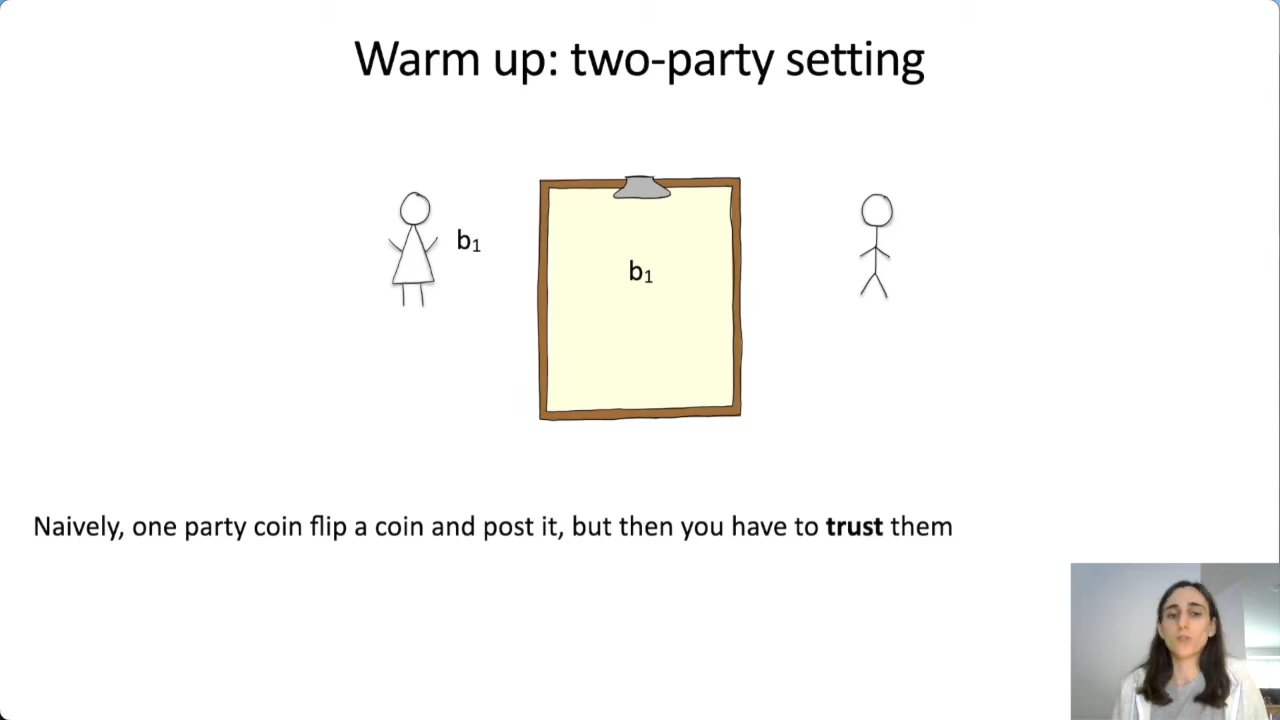 Warm up: two-party setting
b₁
b₁
Naively, one party coin flip a coin and post it, but then you have to trust them